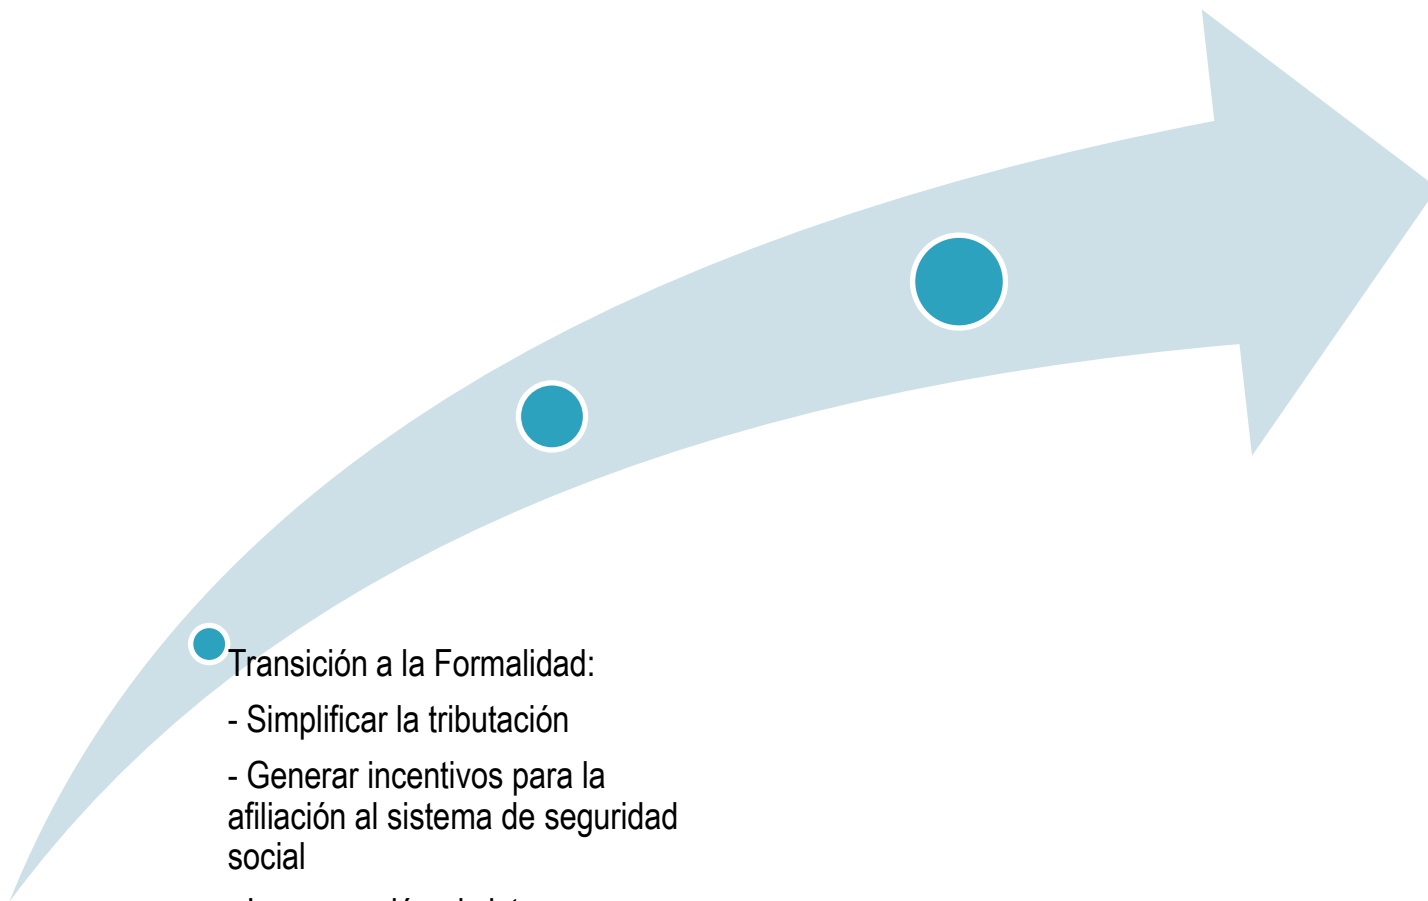 Transición a la Formalidad:
- Simplificar la tributación
- Generar incentivos para la
afiliación al sistema de seguridad
social